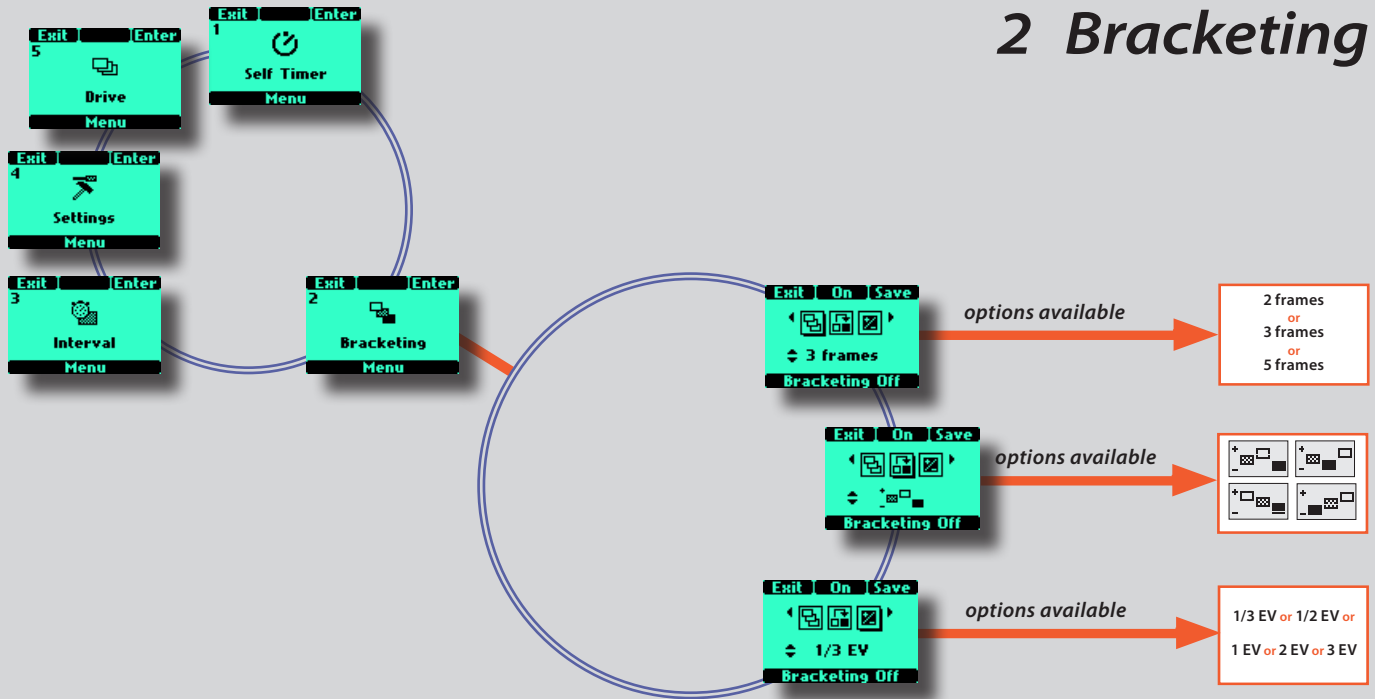 2 Bracketing
Exit Enter
1
Self Timer
Menu
Exit Enter
5
Drive
Menu
Exit Enter
4
Settings
Menu
Exit Enter
3
Interval
Menu
Exit Enter
2
Bracketing
Menu
Exit On Save
3 frames
Bracketing Off
options available
2 frames
or
3 frames
or
5 frames
Exit On Save
+
-
Bracketing Off
options available
+ +
- -
+ +
- -
Exit On Save
1/3 EV
Bracketing Off
options available
1/3 EV or 1/2 EV or
1 EV or 2 EV or 3 EV